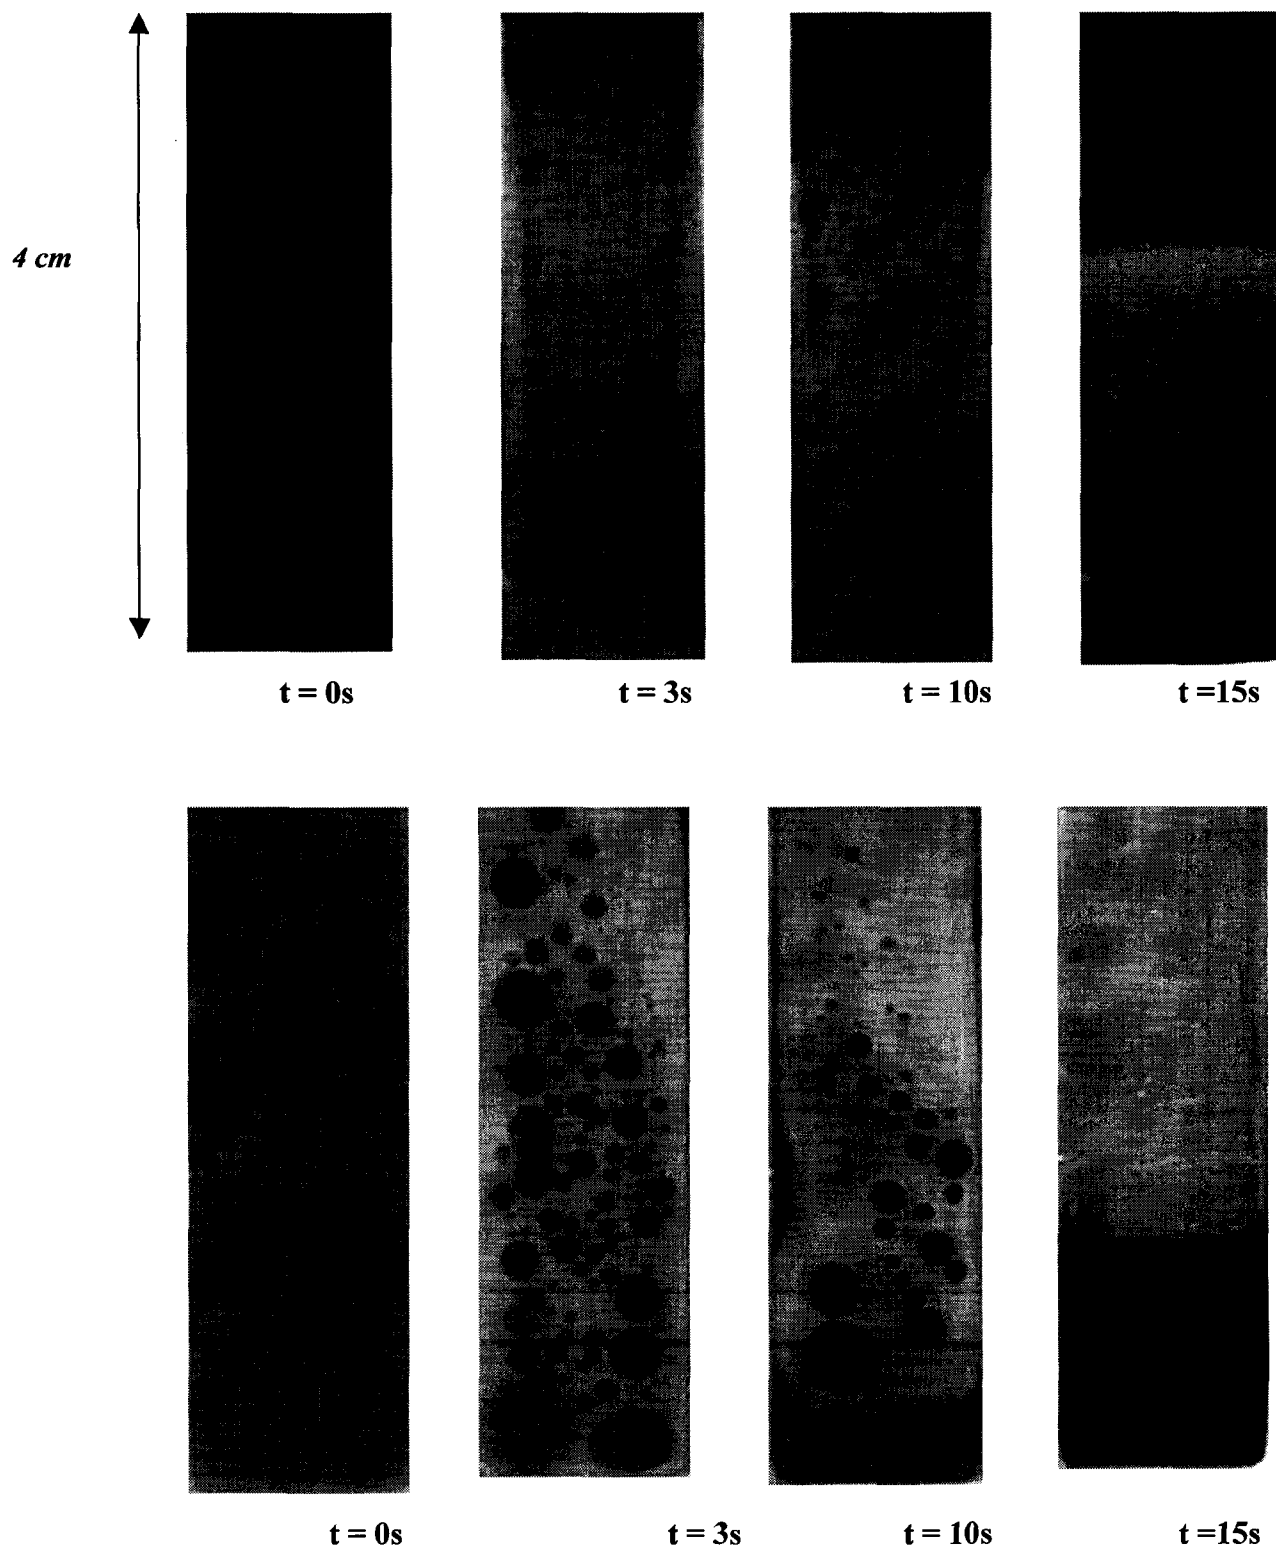 4 cm
t = 0s
t = 3s
t = 10s
t =15s
t = 0s
t = 3s
t = 10s
t =15s